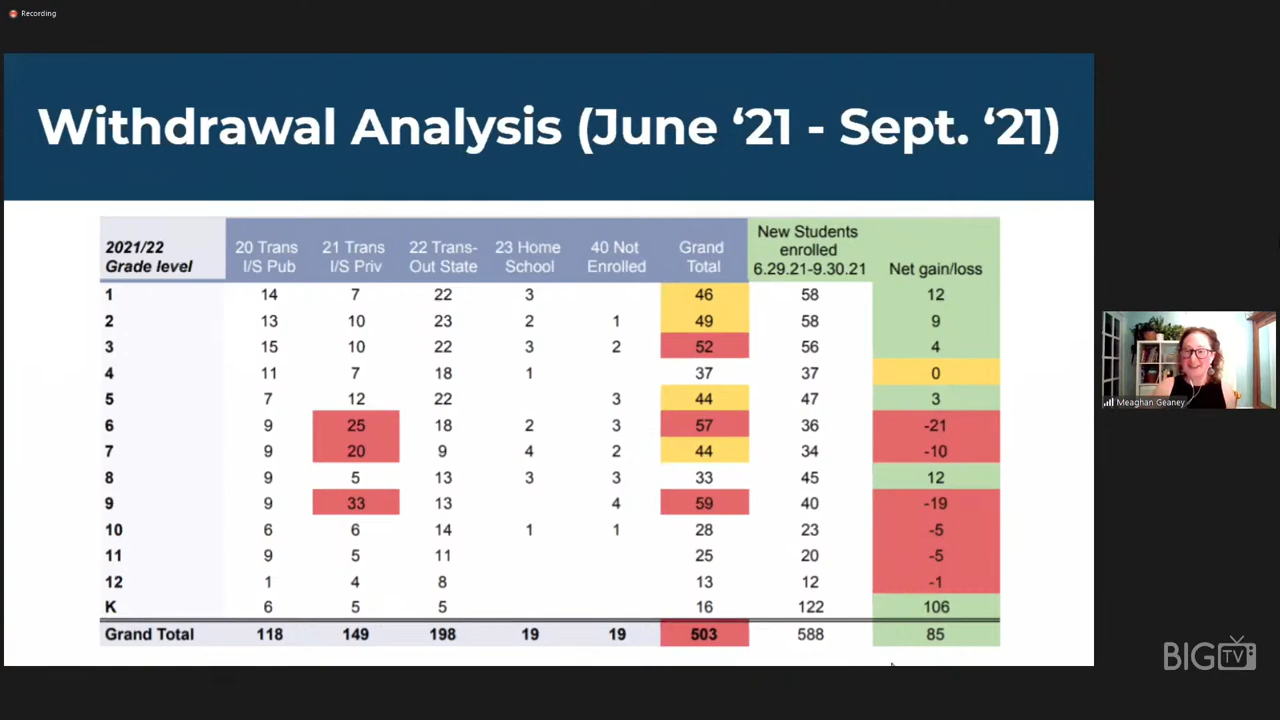 Recording
Withdrawal Analysis (June ‘21 - Sept. ‘21)
2021/22 Grade level 20 Trans I/S Pub 21 Trans I/S Priv 22 Trans-Out State 23 Home School 40 Not Enrolled Grand Total New Students enrolled 6.29.21-9.30.21 Net gain/loss
1 14 7 22 3 46 58 12
2 13 10 23 2 1 49 58 9
3 15 10 22 3 2 52 56 4
4 11 7 18 1 37 37 0
5 7 12 22 3 44 47 3
6 9 25 18 2 3 57 36 -21
7 9 20 9 4 2 44 34 -10
8 9 5 13 3 3 33 45 12
9 9 33 13 4 59 40 -19
10 6 6 14 1 1 28 23 -5
11 9 5 11 25 20 -5
12 1 4 8 13 12 -1
K 6 5 5 16 122 106
Grand Total 118 149 198 19 19 503 588 85
Meaghan Geaney
BIG TV